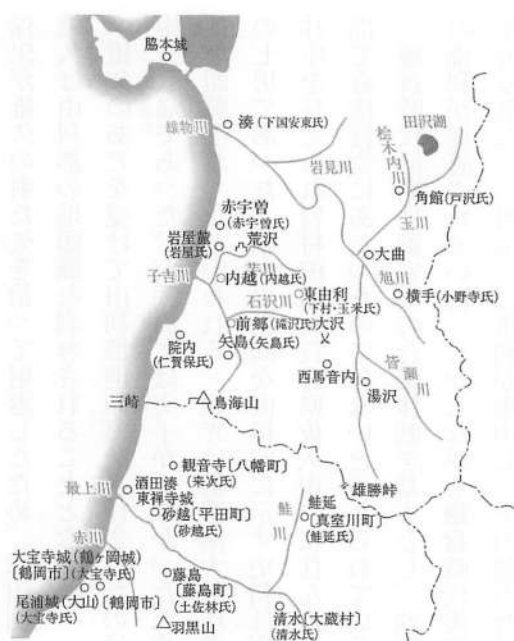 脇本城
湊(下国安東氏)
雄物川
岩見川
桧木内川
田沢湖
角館(戸沢氏)
玉川
赤宇曽
(赤宇曽氏)
荒沢
岩屋館
(岩屋氏)
大曲
旭川
子吉川
芋川
内越(内越氏)
石沢川
東由利
(下村・玉米氏)
横手(小野寺氏)
前郷(滝沢氏)
大沢
矢島(矢島氏)
院内
(仁賀保氏)
西馬音内
皆瀬川
湯沢
三崎
鳥海山
観音寺〔八幡町〕
(来次氏)
雄勝峠
最上川
酒田湊
東禅寺城
砂越〔平田町〕
(砂越氏)
鮭川
鮭延
〔真室川町〕
(鮭延氏)
赤川
大宝寺城(鶴ヶ岡城)
〔鶴岡市〕(大宝寺氏)
藤島
〔藤島町〕
(土佐林氏)
尾浦城(大山)〔鶴岡市〕
(大宝寺氏)
羽黒山
清水〔大蔵村〕
(清水氏)